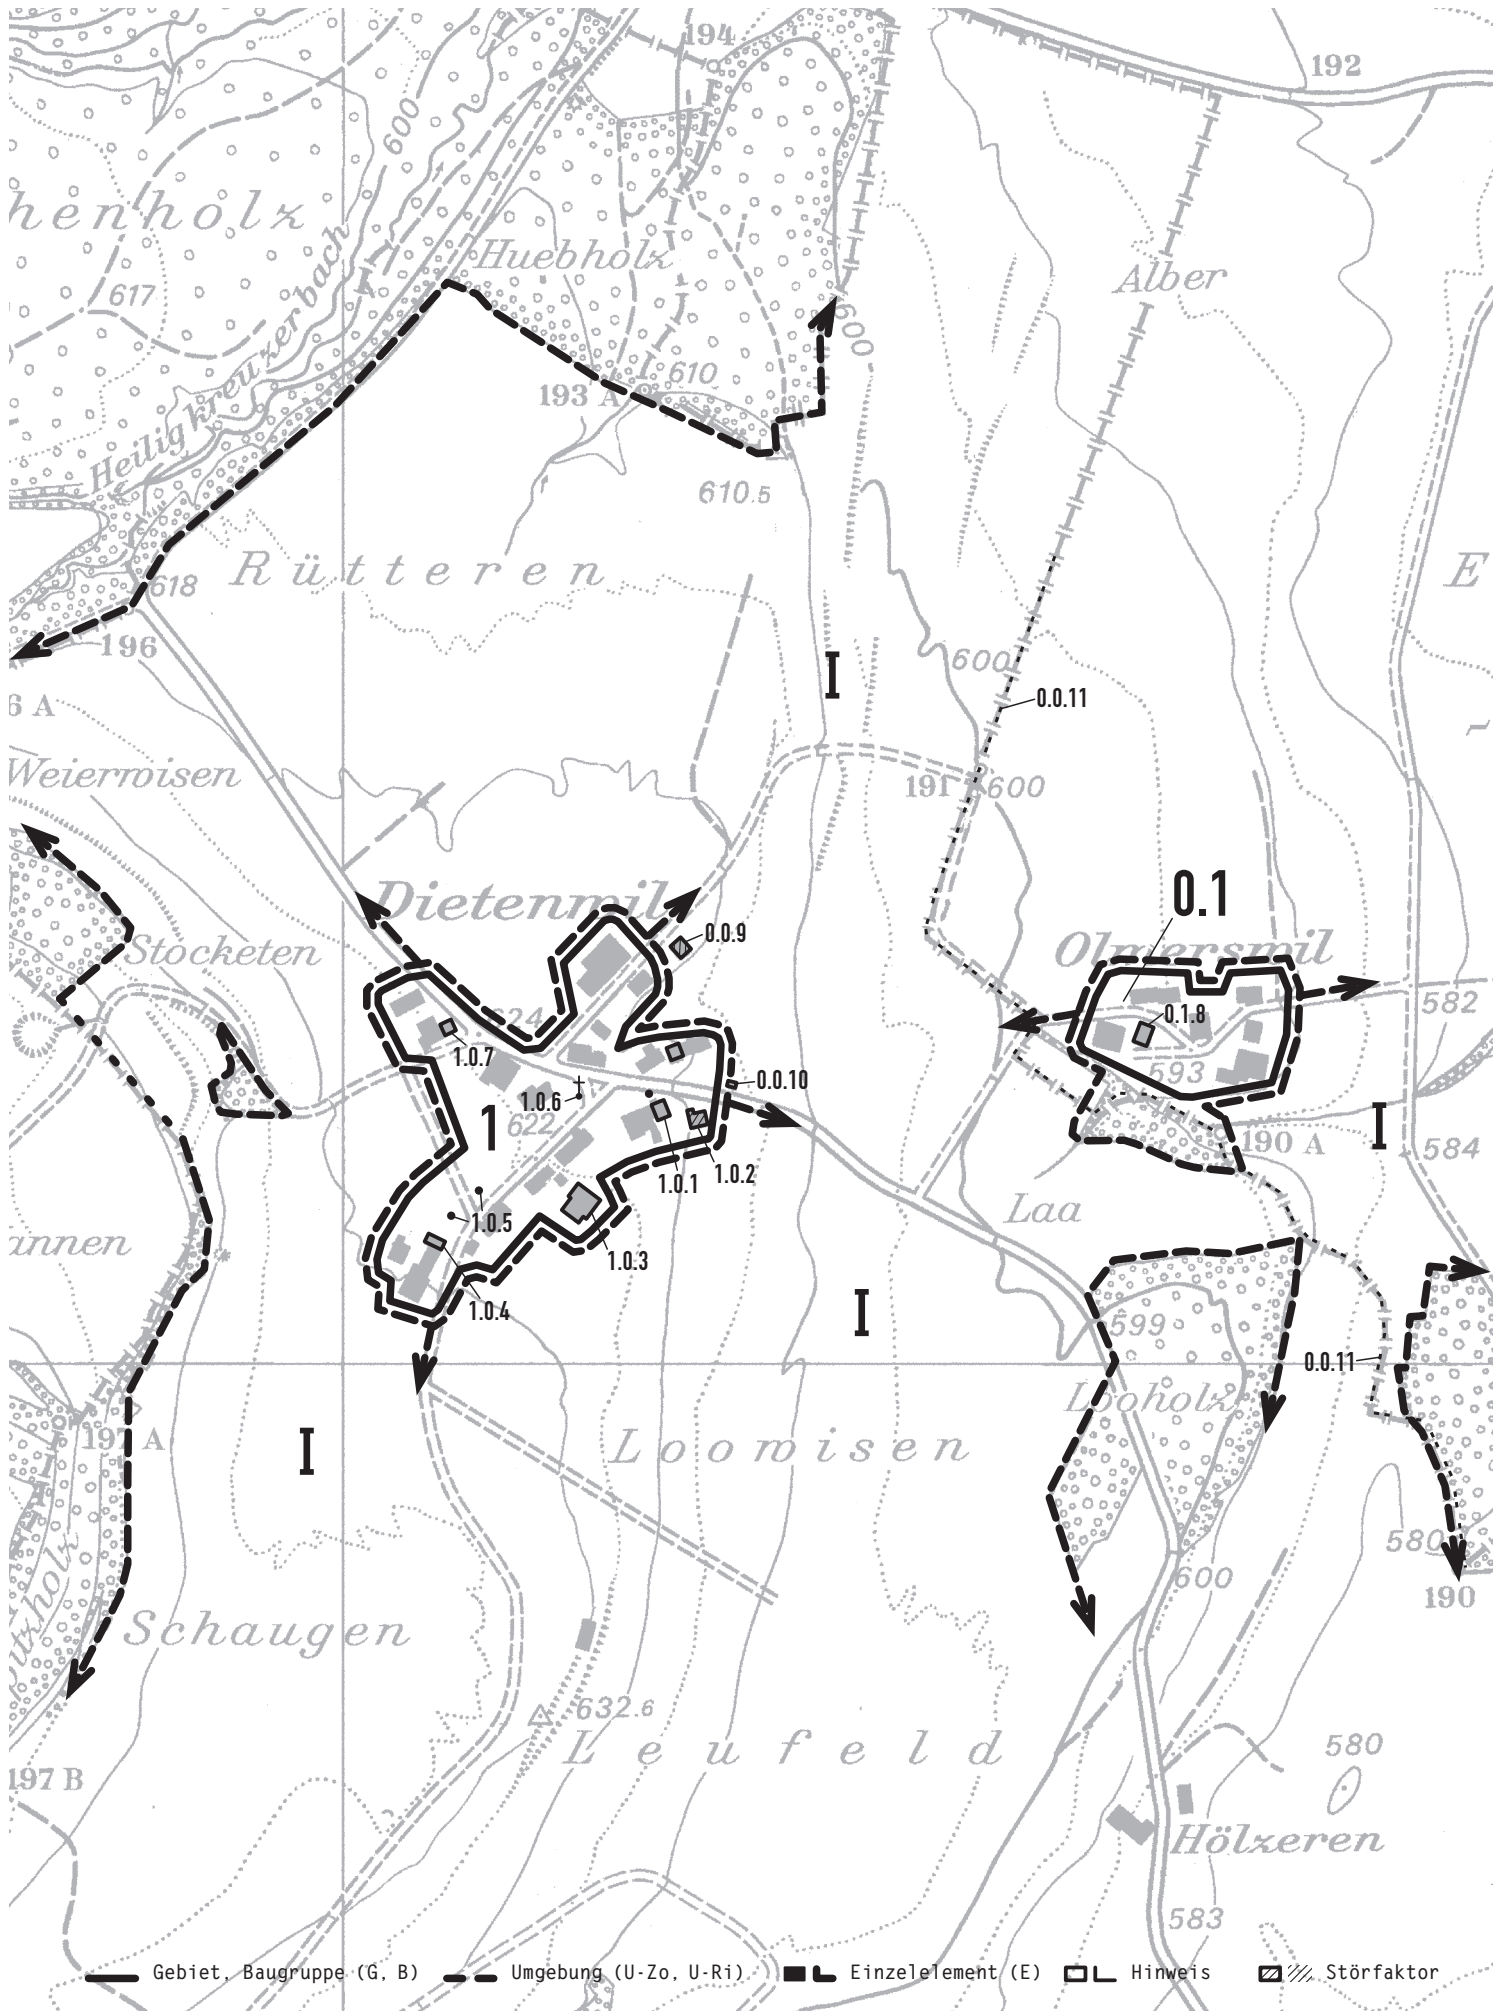 194
192
600
henholz
Huebholz
Alber
617
Heiligkreuzerbach
600
610
193 A
610.5
Rütteren
E
618
196
I
600
6 A
0.0.11
Weierwisen
191
600
Dietenwil
0.1
0.0.9
Stocketen
Olmerswil
582
624
0.1.8
1.0.7
593
0.0.10
1.0.6
1
622
I
190 A
584
1.0.2
1.0.1
Laa
1.0.5
annen
1.0.3
1.0.4
I
599
0.0.11
Looholz
197 A
I
Loowisen
580
600
190
Schaugen
632.6
Leufeld
580
197 B
Hölzeren
583
Gebiet, Baugruppe (G, B) Umgebung (U-Zo, U-Ri) Einzelelement (E) Hinweis Störfaktor